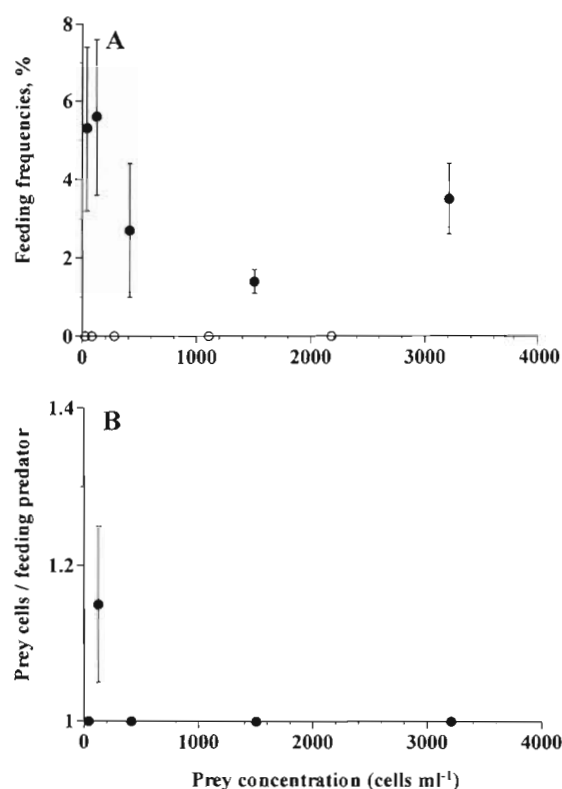 A
Feeding frequencies, %
8
6
4
2
0
0 1000 2000 3000 4000
B
Prey cells / feeding predator
1.4
1.2
1
0 1000 2000 3000 4000
Prey concentration (cells ml⁻¹)